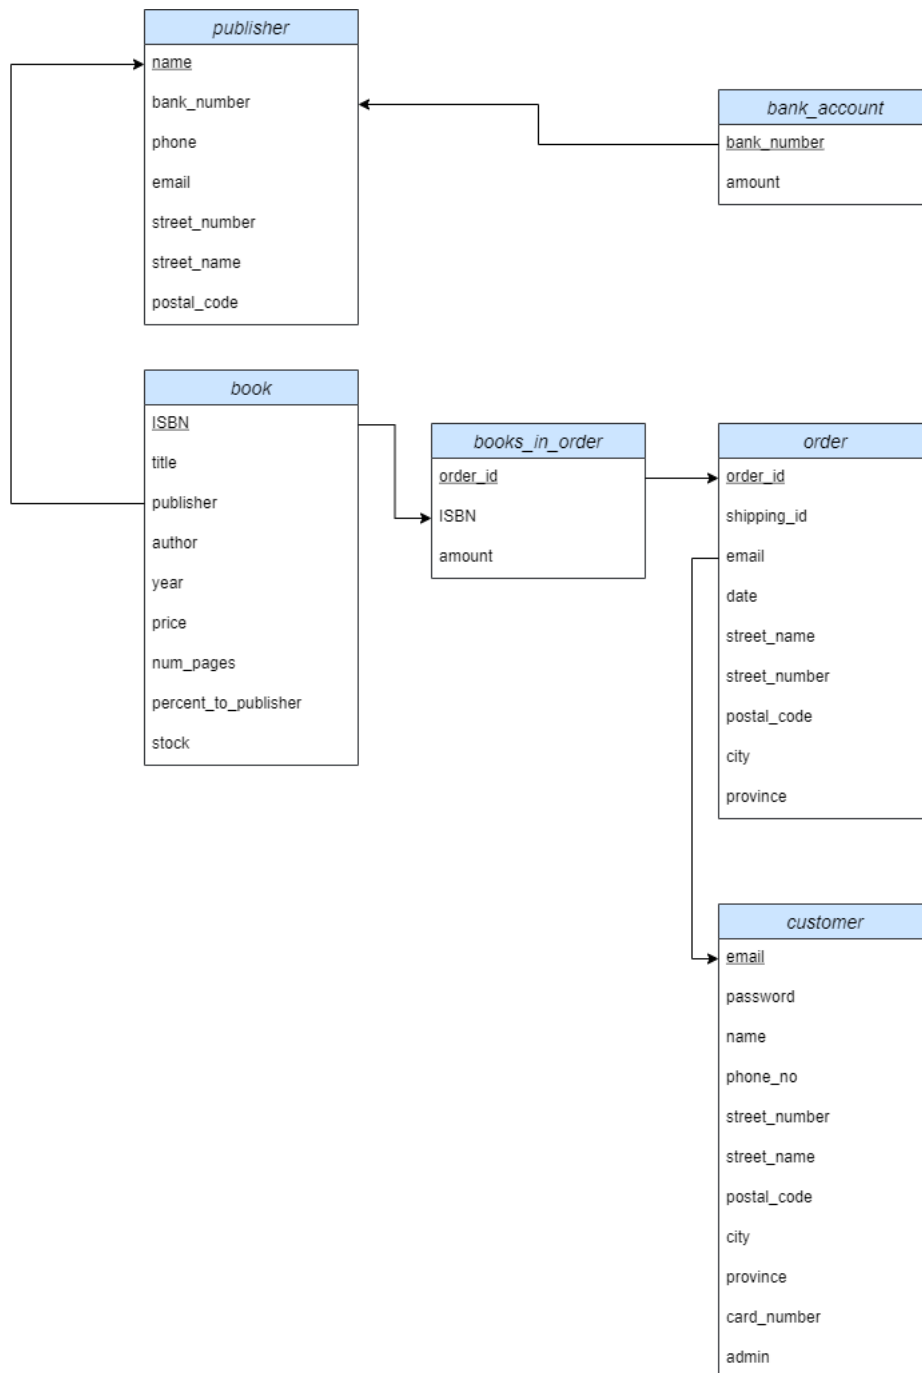 publisher
name
bank_number
phone
email
street_number
street_name
postal_code
bank_account
bank_number
amount
book
ISBN
title
publisher
author
year
price
num_pages
percent_to_publisher
stock
books_in_order
order_id
ISBN
amount
order
order_id
shipping_id
email
date
street_name
street_number
postal_code
city
province
customer
email
password
name
phone_no
street_number
street_name
postal_code
city
province
card_number
admin